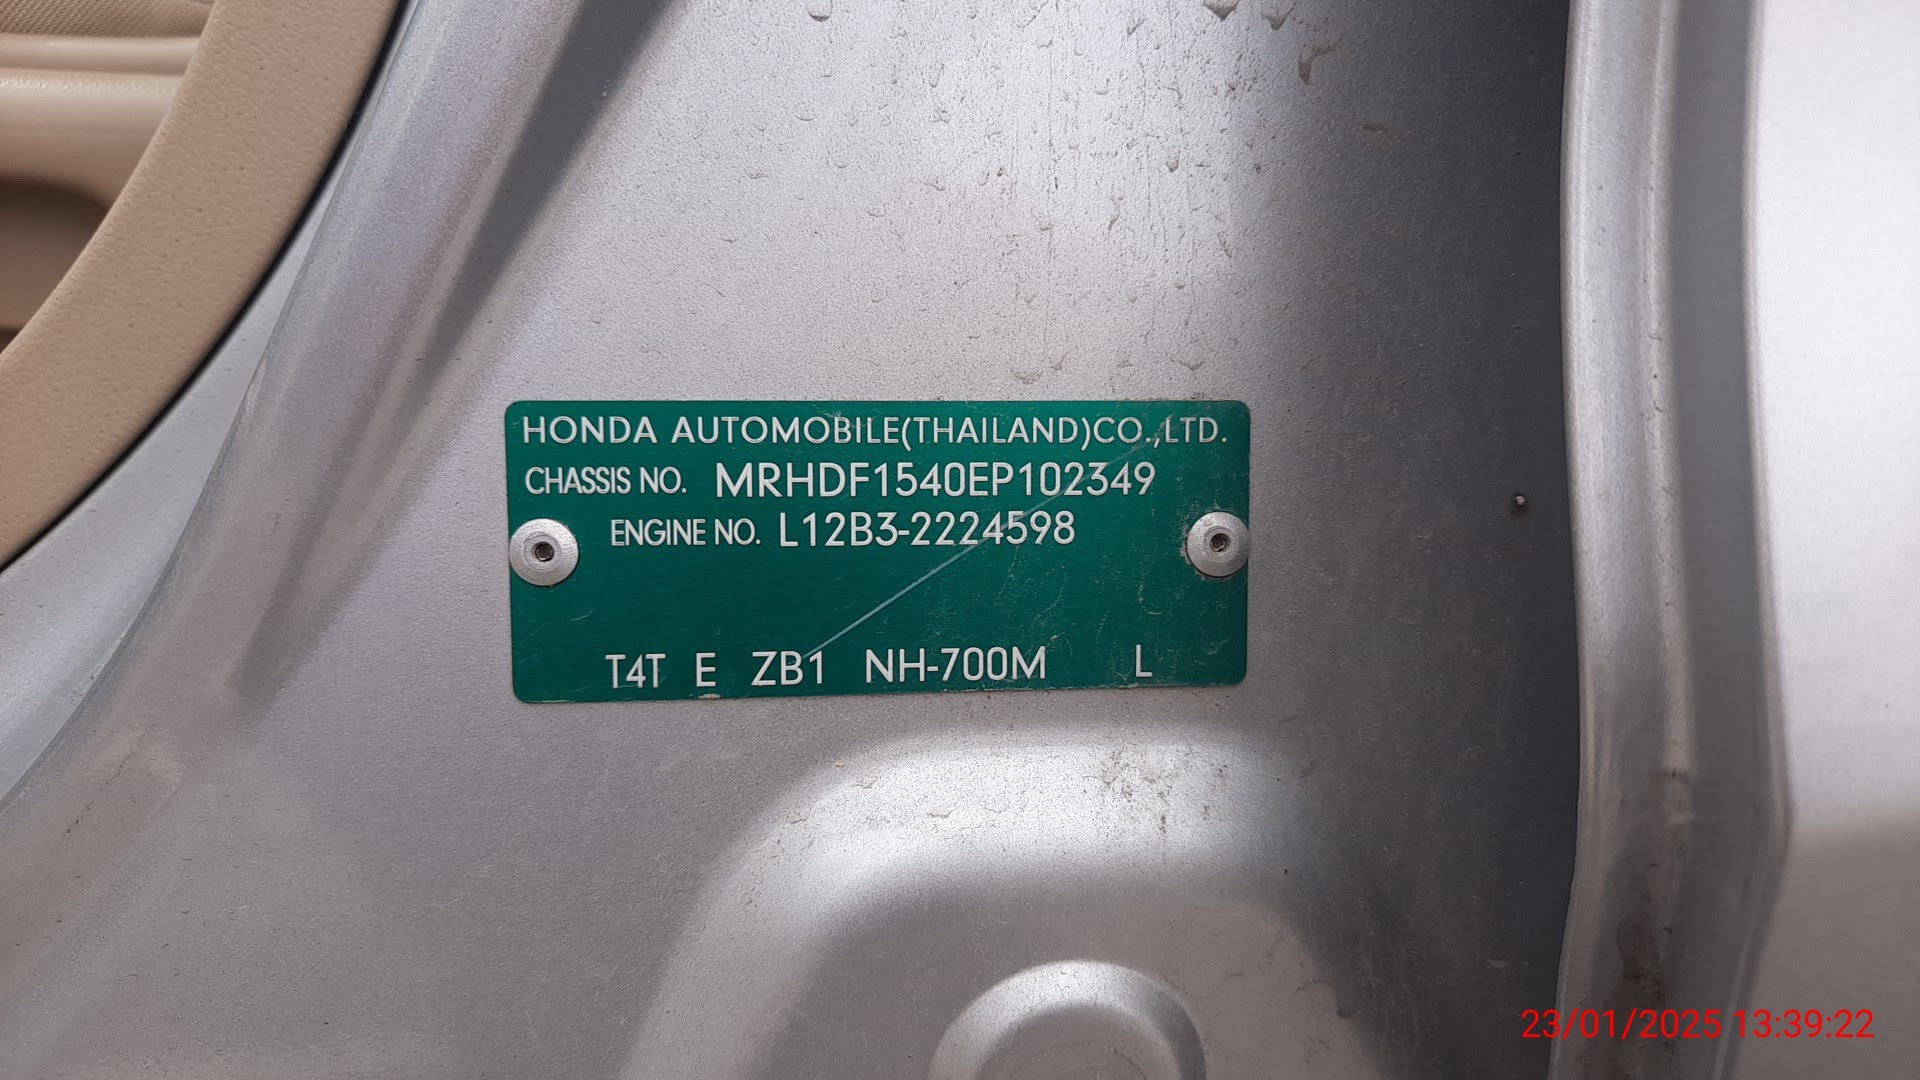 HONDA AUTOMOBILE(THAILAND)CO.,LTD.
CHASSIS NO. MRHDF1540EP102349
ENGINE NO. L12B3-2224598
T4T E ZB1 NH-700M L
23/01/2025 13:39:22